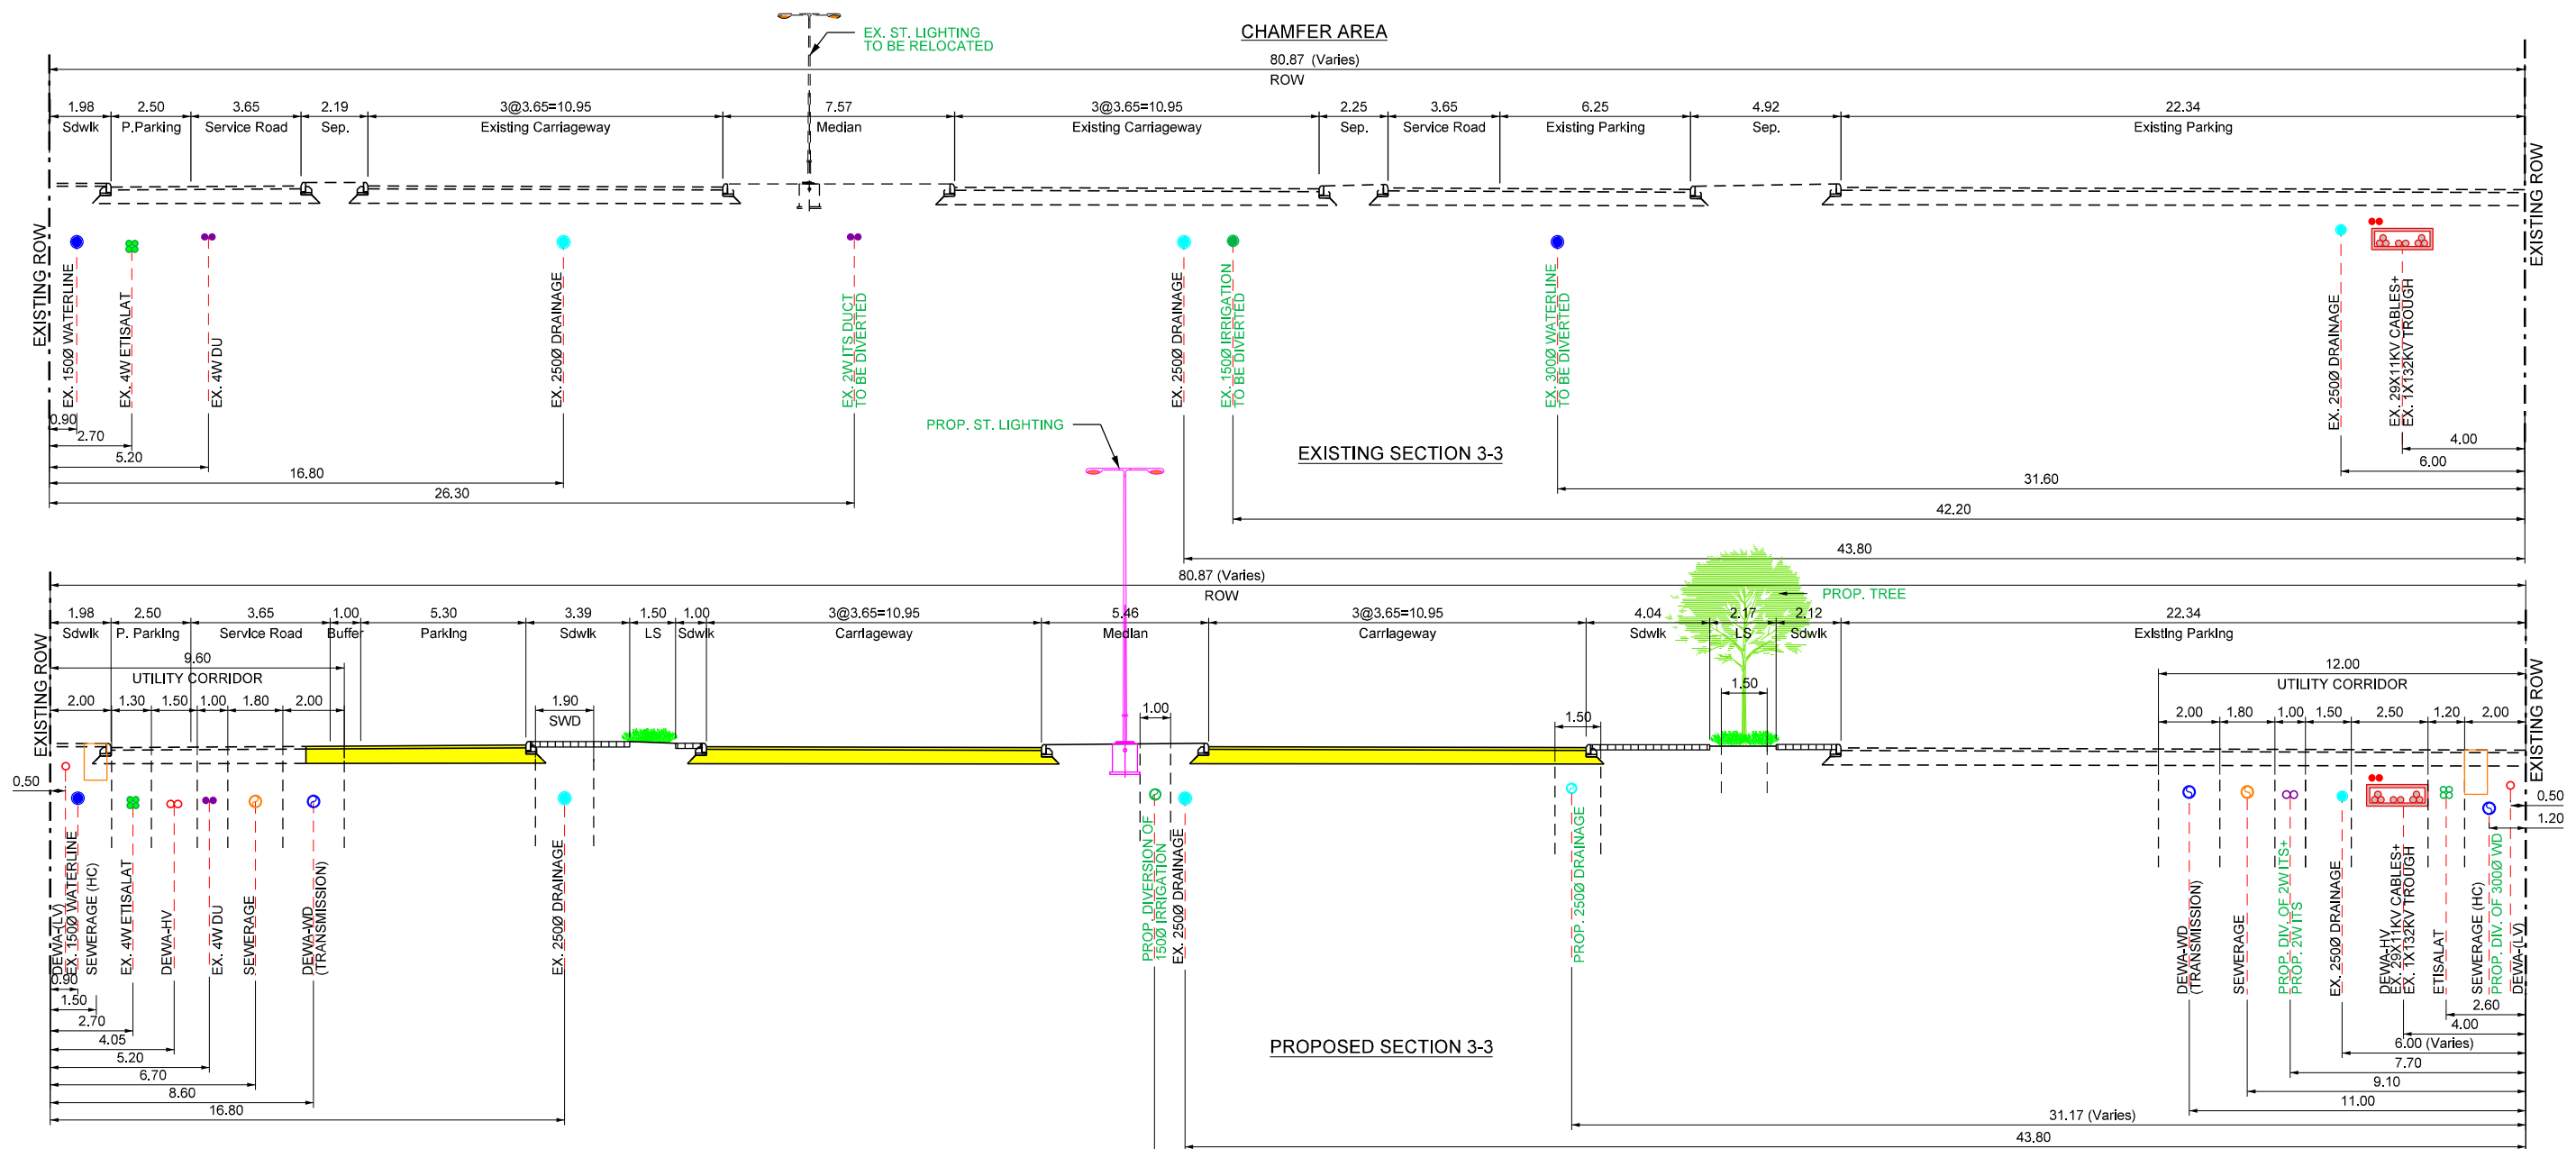 EX. ST. LIGHTING
TO BE RELOCATED
CHAMFER AREA
80.87 (Varies)
ROW
1.98 2.50 3.65 2.19 3@3.65=10.95 7.57 3@3.65=10.95 2.25 3.65 6.25 4.92 22.34
Sdwlk P.Parking Service Road Sep. Existing Carriageway Median Existing Carriageway Sep. Service Road Existing Parking Sep. Existing Parking
EXISTING ROW
EX. 150Ø WATERLINE
EX. 4W ETISALAT
EX. 4W DU
EX. 250Ø DRAINAGE
EX. 2W ITS DUCT
TO BE DIVERTED
EX. 250Ø DRAINAGE
EX. 150Ø IRRIGATION
TO BE DIVERTED
EX. 300Ø WATERLINE
TO BE DIVERTED
EX. 250Ø DRAINAGE
EX. 29X11KV CABLES+
EX. 1X132KV TROUGH
EXISTING ROW
0.90
2.70
5.20
16.80
26.30
4.00
6.00
31.60
42.20
43.80
EXISTING SECTION 3-3
PROP. ST. LIGHTING
80.87 (Varies)
ROW
PROP. TREE
1.98 2.50 3.65 1.00 5.30 3.39 1.50 1.00 3@3.65=10.95 5.46 3@3.65=10.95 4.04 2.17 2.12 22.34
Sdwlk P. Parking Service Road Buffer Parking Sdwlk LS Sdwlk Carriageway Median Carriageway Sdwlk LS Sdwlk Existing Parking
EXISTING ROW
9.60
UTILITY CORRIDOR
2.00 1.30 1.50 1.00 1.80 2.00
1.90
SWD
1.00
1.50
1.50
12.00
UTILITY CORRIDOR
2.00 1.80 1.00 1.50 2.50 1.20 2.00
EXISTING ROW
0.50
0.50
1.20
DEWA-(LV)
EX. 150Ø WATERLINE
SEWERAGE (HC)
EX. 4W ETISALAT
DEWA-HV
EX. 4W DU
SEWERAGE
DEWA-WD
(TRANSMISSION)
EX. 250Ø DRAINAGE
PROP. DIVERSION OF
150Ø IRRIGATION
EX. 250Ø DRAINAGE
PROP. 250Ø DRAINAGE
DEWA-WD
(TRANSMISSION)
SEWERAGE
PROP. DIV. OF 2W ITS+
PROP. 2W ITS
EX. 250Ø DRAINAGE
DEWA-HV
EX. 29X11KV CABLES+
EX. 1X132KV TROUGH
ETISALAT
SEWERAGE (HC)
PROP. DIV. OF 300Ø WD
DEWA-(LV)
0.90
1.50
2.70
4.05
5.20
6.70
8.60
16.80
2.60
4.00
6.00 (Varies)
7.70
9.10
11.00
31.17 (Varies)
43.80
PROPOSED SECTION 3-3